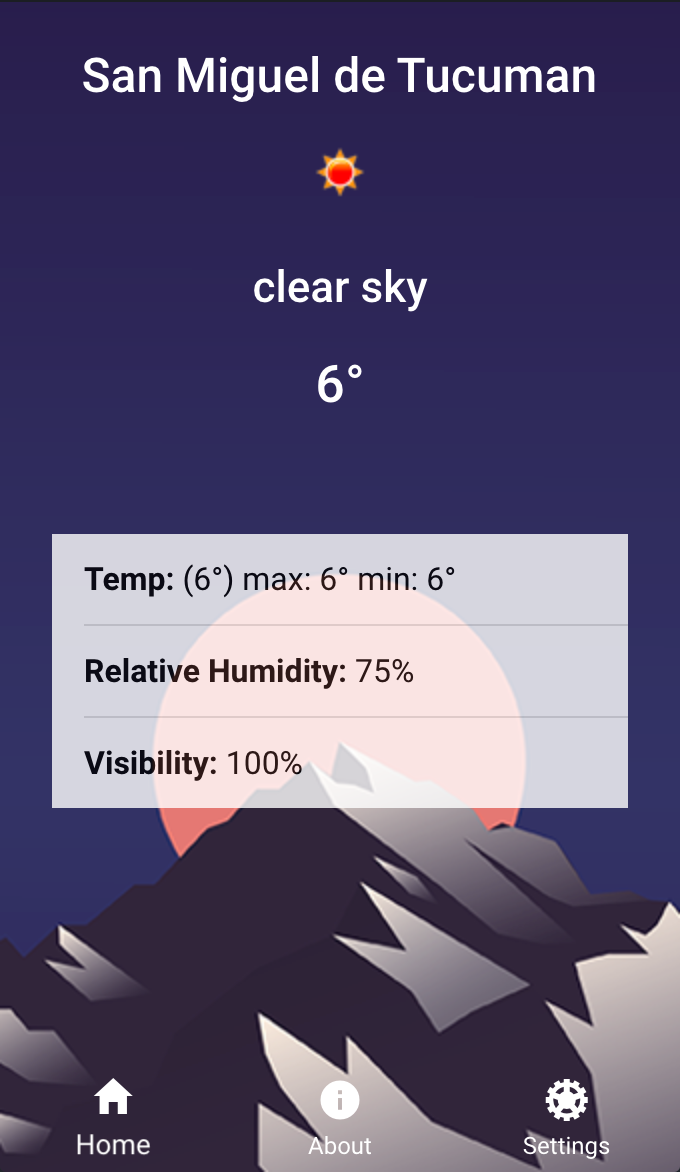 San Miguel de Tucuman
clear sky
6°
Temp: (6°) max: 6° min: 6°
Relative Humidity: 75%
Visibility: 100%
Home About Settings